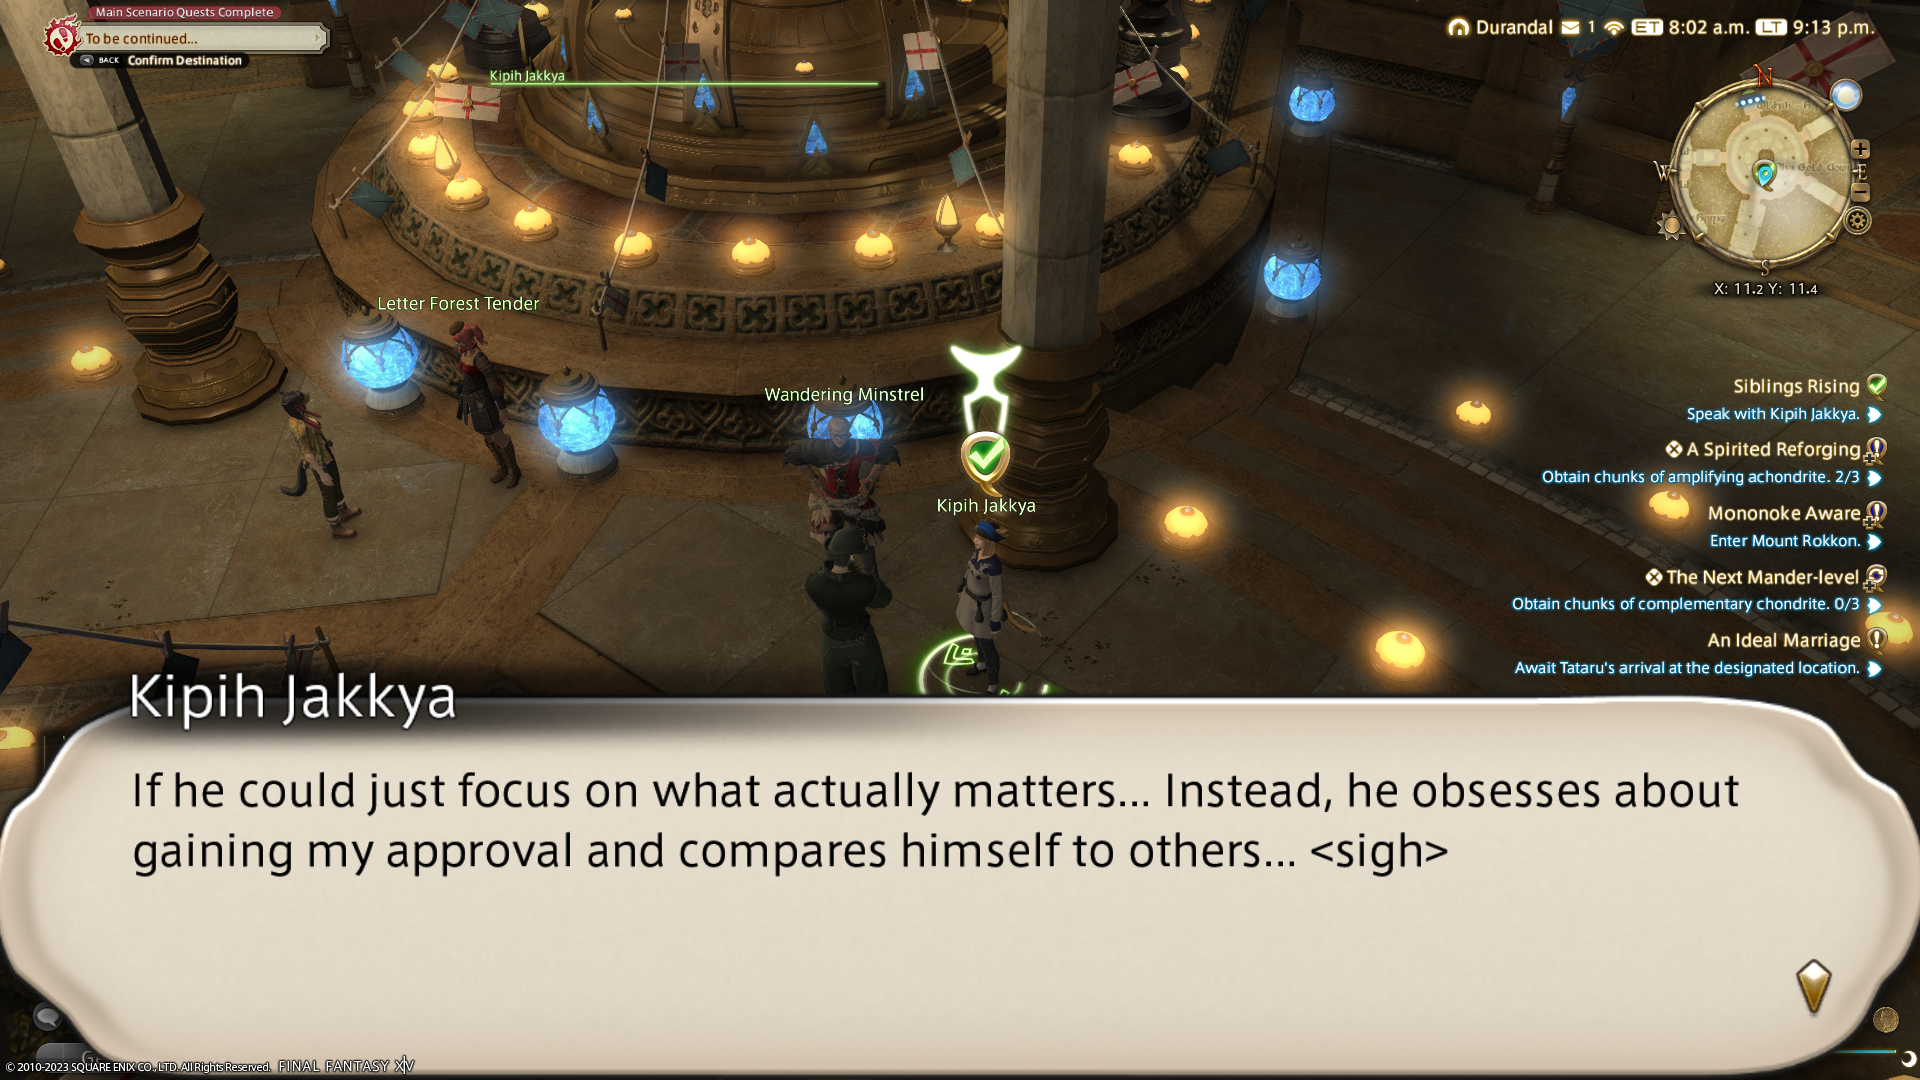 Main Scenario Quests Complete
To be continued...
BACK Confirm Destination
Kipih Jakkya
Durandal 1 ET 8:02 a.m. LT 9:13 p.m.
N
W
E
S
X: 11.2 Y: 11.4
Letter Forest Tender
Wandering Minstrel
Kipih Jakkya
Siblings Rising
Speak with Kipih Jakkya.
A Spirited Reforging
Obtain chunks of amplifying achondrite. 2/3
Mononoke Aware
Enter Mount Rokkon.
The Next Mander-level
Obtain chunks of complementary chondrite. 0/3
An Ideal Marriage
Await Tataru's arrival at the designated location.
Kipih Jakkya
If he could just focus on what actually matters... Instead, he obsesses about
gaining my approval and compares himself to others... <sigh>
© 2010-2023 SQUARE ENIX CO., LTD. All Rights Reserved. FINAL FANTASY XIV